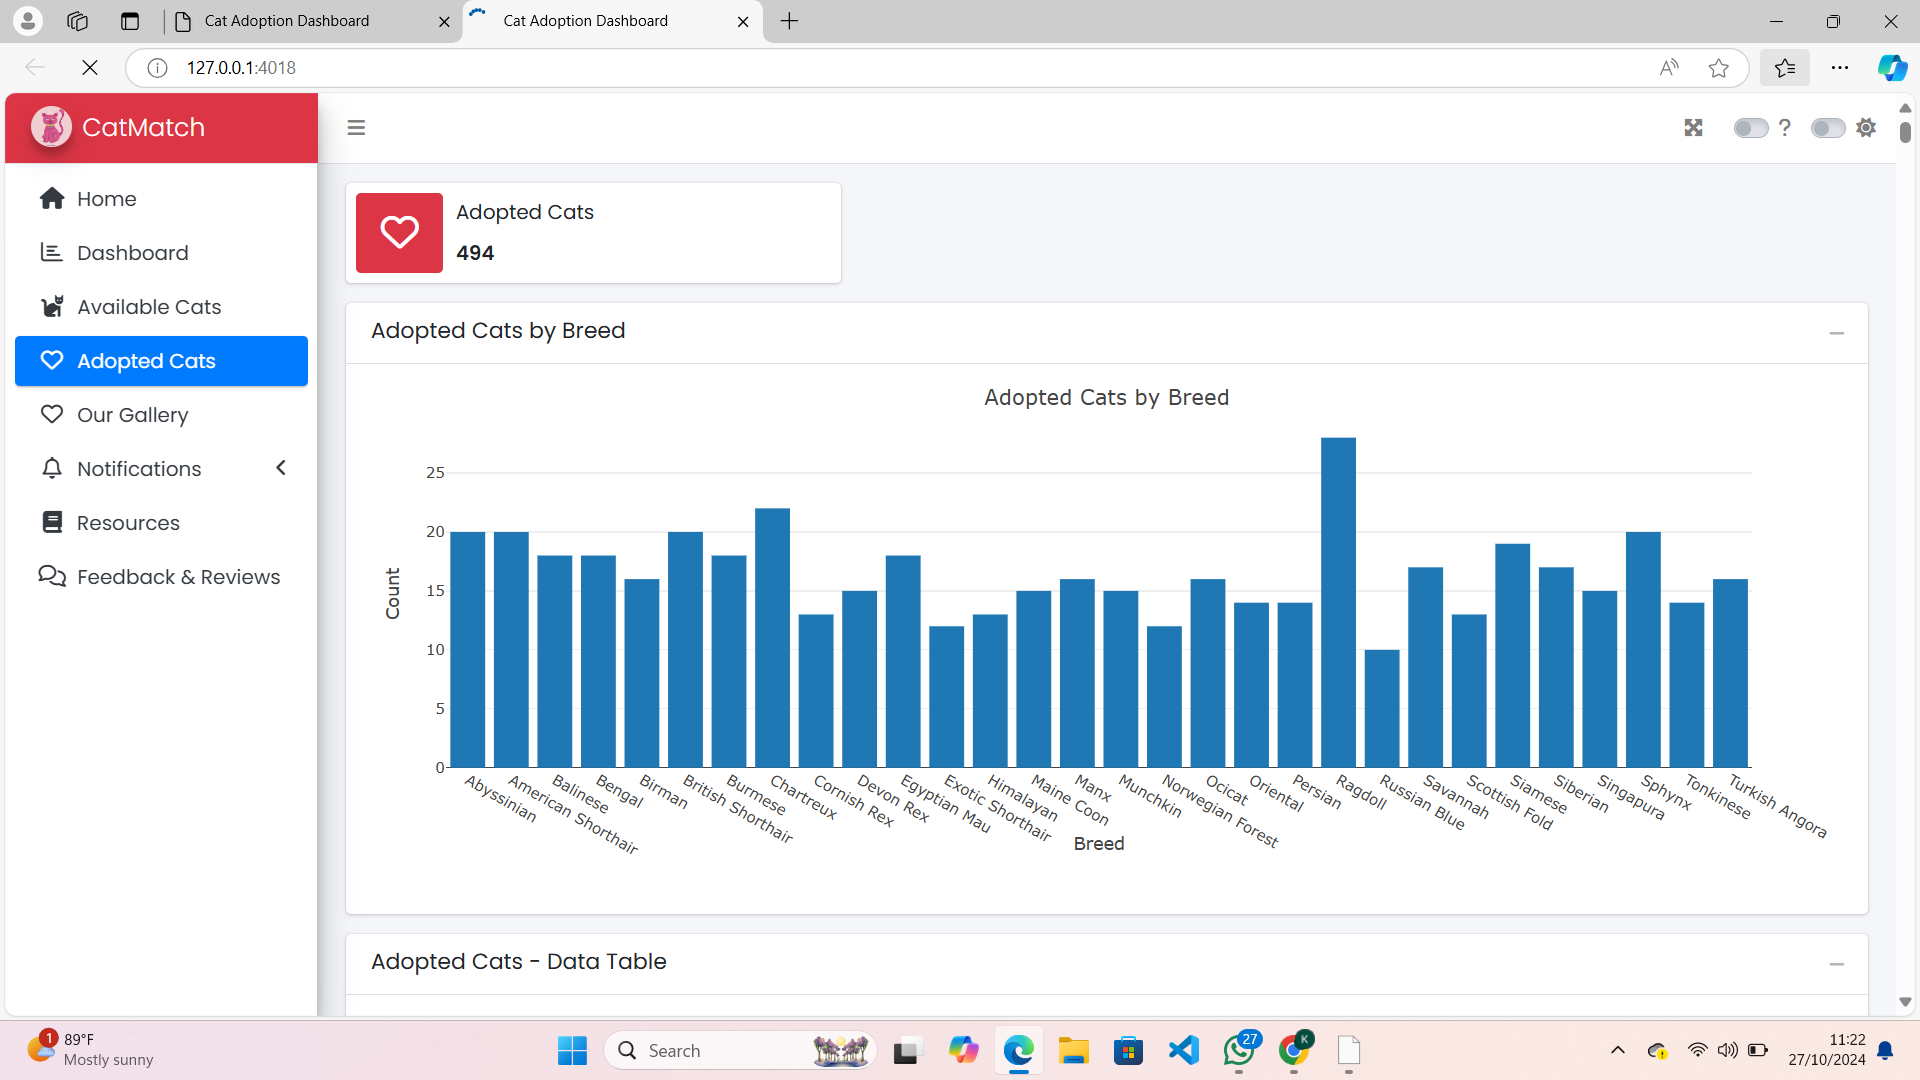 Cat Adoption Dashboard
Cat Adoption Dashboard
127.0.0.1:4018
CatMatch
?
Home
Dashboard
Available Cats
Adopted Cats
Our Gallery
Notifications
Resources
Feedback & Reviews
Adopted Cats
494
Adopted Cats by Breed
Adopted Cats by Breed
25
20
15
10
5
0
Count
Abyssinian
American Shorthair
Balinese
Bengal
Birman
British Shorthair
Burmese
Chartreux
Cornish Rex
Devon Rex
Egyptian Mau
Exotic Shorthair
Himalayan
Maine Coon
Manx
Munchkin
Norwegian Forest
Ocicat
Oriental
Persian
Ragdoll
Russian Blue
Savannah
Scottish Fold
Siamese
Siberian
Singapura
Sphynx
Tonkinese
Turkish Angora
Breed
Adopted Cats - Data Table
1
89°F
Mostly sunny
Search
27
K
11:22
27/10/2024